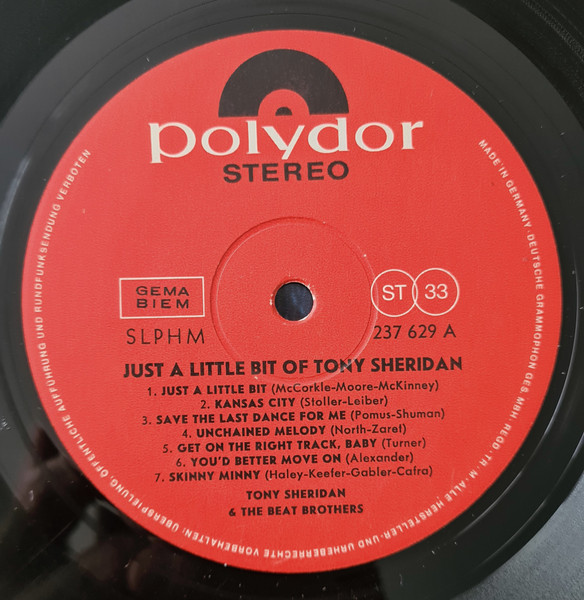 polydor
STEREO
GEMA
BIEM
ST 33
SLPHM
237 629 A
JUST A LITTLE BIT OF TONY SHERIDAN
1. JUST A LITTLE BIT (McCorkle-Moore-McKinney)
2. KANSAS CITY (Stoller-Leiber)
3. SAVE THE LAST DANCE FOR ME (Pomus-Shuman)
4. UNCHAINED MELODY (North-Zaret)
5. GET ON THE RIGHT TRACK, BABY (Turner)
6. YOU'D BETTER MOVE ON (Alexander)
7. SKINNY MINNY (Haley-Keefer-Gabler-Cafra)
TONY SHERIDAN
& THE BEAT BROTHERS
MADE IN GERMANY · DEUTSCHE GRAMMOPHON GES. MBH. REGD. TR. M. · ALLE HERSTELLER- UND URHEBERRECHTE VORBEHALTEN: ÜBERSPIELUNG, ÖFFENTLICHE AUFFÜHRUNG UND RUNDFUNKSENDUNG VERBOTEN